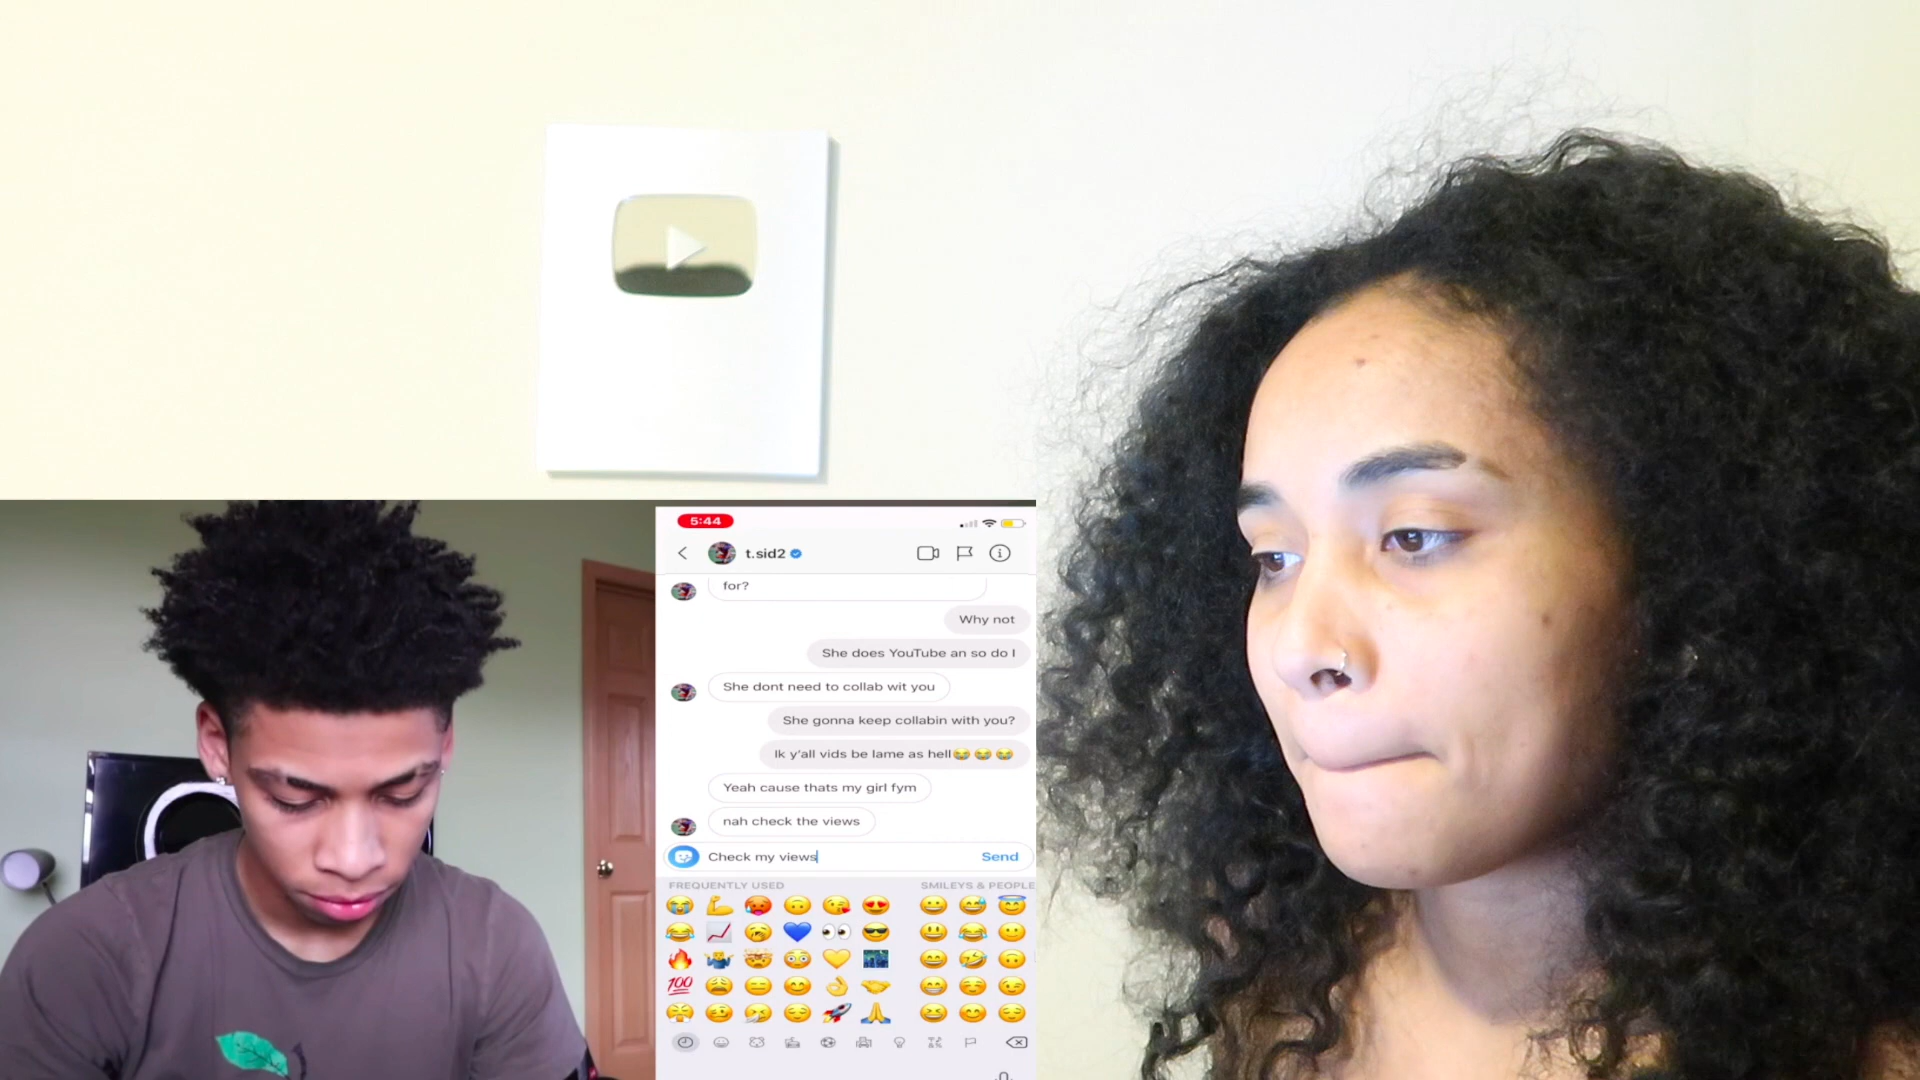 5:44
t.sid2
for?
Why not
She does YouTube an so do I
She dont need to collab wit you
She gonna keep collabin with you?
Ik y'all vids be lame as hell😂 😂 😂
Yeah cause thats my girl fym
nah check the views
Check my views
Send
FREQUENTLY USED
SMILEYS & PEOPLE